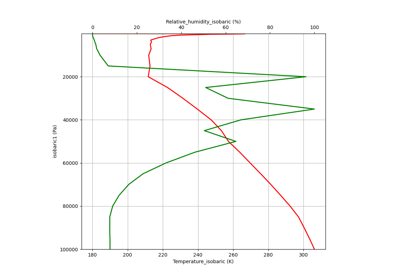 Relative_humidity_isobaric (%)
0 20 40 60 80 100
20000
40000
60000
80000
100000
isobaric1 (Pa)
180 200 220 240 260 280 300
Temperature_isobaric (K)